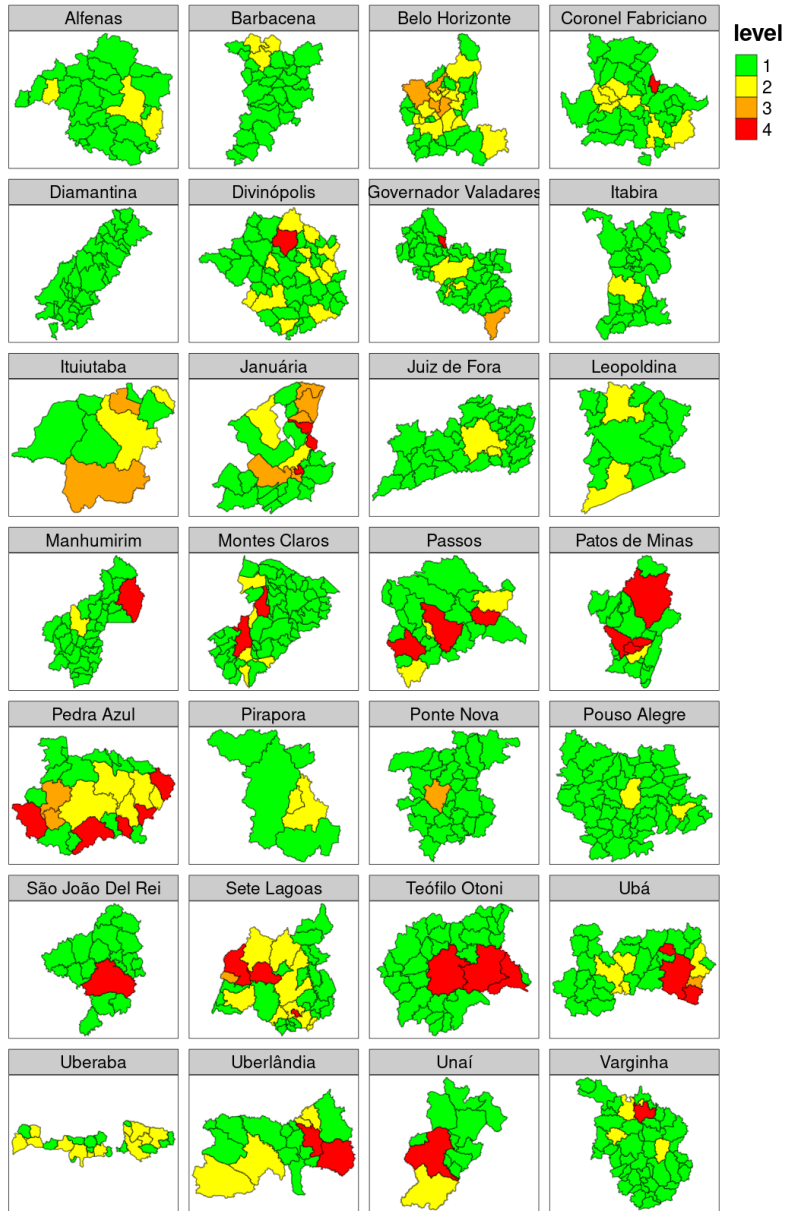 Alfenas
Barbacena
Belo Horizonte
Coronel Fabriciano
level
1
2
3
4
Diamantina
Divinópolis
Governador Valadares
Itabira
Ituiutaba
Januária
Juiz de Fora
Leopoldina
Manhumirim
Montes Claros
Passos
Patos de Minas
Pedra Azul
Pirapora
Ponte Nova
Pouso Alegre
São João Del Rei
Sete Lagoas
Teófilo Otoni
Ubá
Uberaba
Uberlândia
Unaí
Varginha